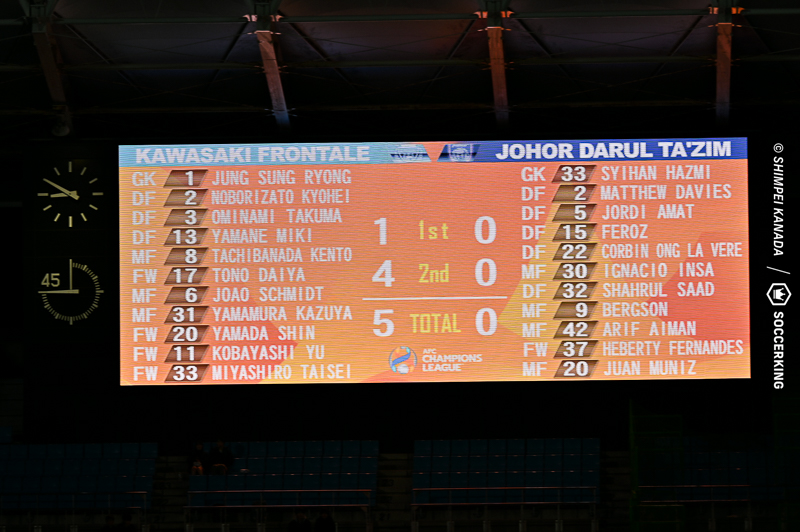 KAWASAKI FRONTALE
JOHOR DARUL TA'ZIM
GK 1 JUNG SUNG RYONG
DF 2 NOBORIZATO KYOHEI
DF 3 OMINAMI TAKUMA
DF 13 YAMANE MIKI
MF 8 TACHIBANADA KENTO
FW 17 TONO DAIYA
MF 6 JOAO SCHMIDT
MF 31 YAMAMURA KAZUYA
FW 20 YAMADA SHIN
FW 11 KOBAYASHI YU
FW 33 MIYASHIRO TAISEI
1 1st 0
4 2nd 0
5 TOTAL 0
AFC
CHAMPIONS
LEAGUE
GK 33 SYIHAN HAZMI
DF 2 MATTHEW DAVIES
DF 5 JORDI AMAT
DF 15 FEROZ
DF 22 CORBIN ONG LA VERE
MF 30 IGNACIO INSA
DF 32 SHAHRUL SAAD
MF 9 BERGSON
MF 42 ARIF AIMAN
FW 37 HEBERTY FERNANDES
MF 20 JUAN MUNIZ
45
© SHIMPEI KANADA / SOCCERKING